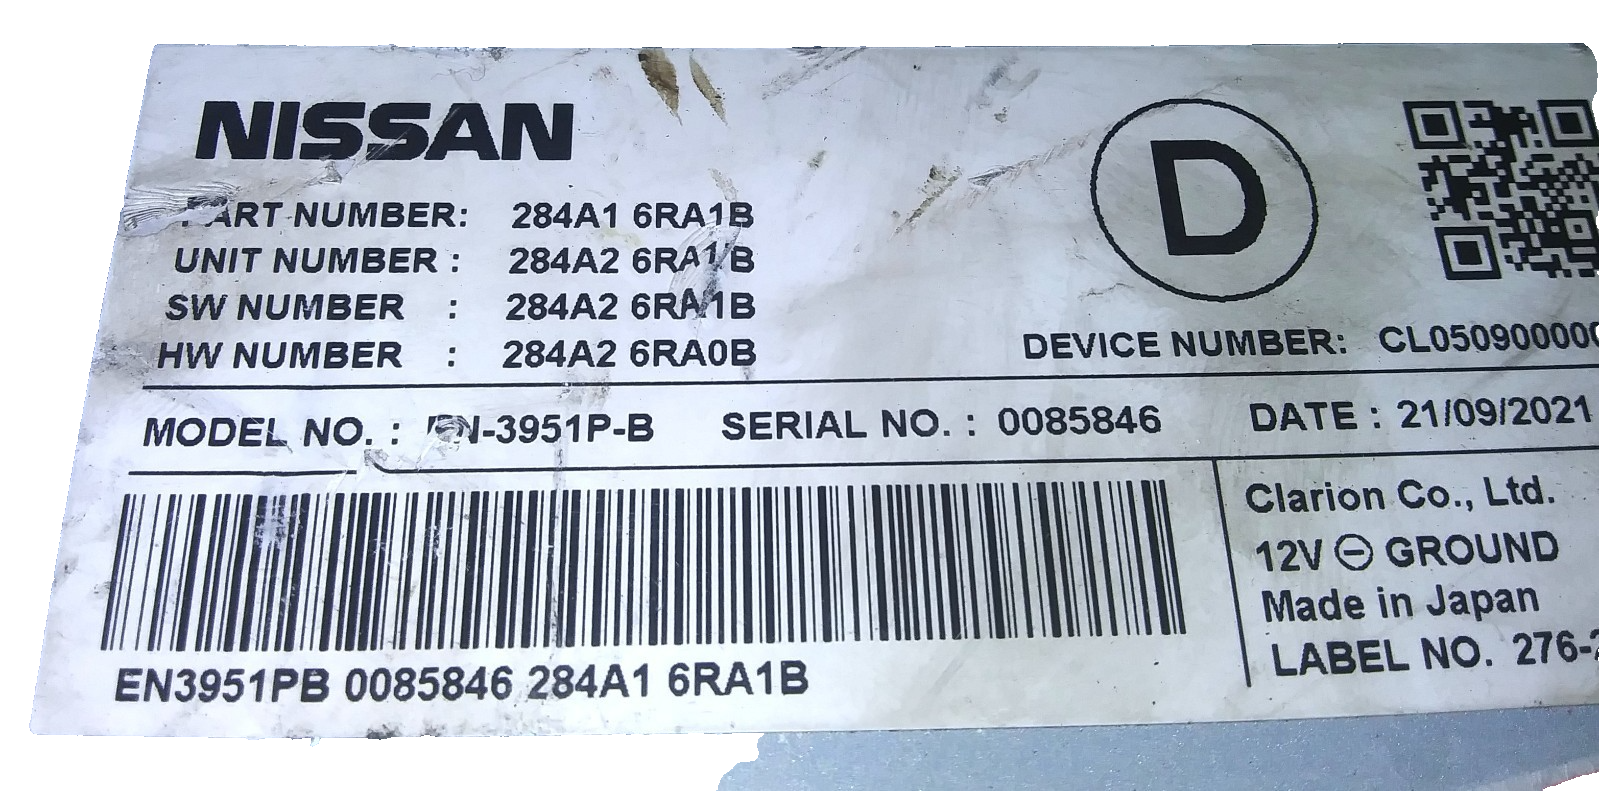 NISSAN
D
PART NUMBER: 284A1 6RA1B
UNIT NUMBER : 284A2 6RA1B
SW NUMBER : 284A2 6RA1B
HW NUMBER : 284A2 6RA0B
DEVICE NUMBER:
MODEL NO. : EN-3951P-B SERIAL NO. : 0085846 DATE : 21/09/2021
EN3951PB 0085846 284A1 6RA1B
Clarion Co., Ltd.
12V ⊖ GROUND
Made in Japan
LABEL NO.